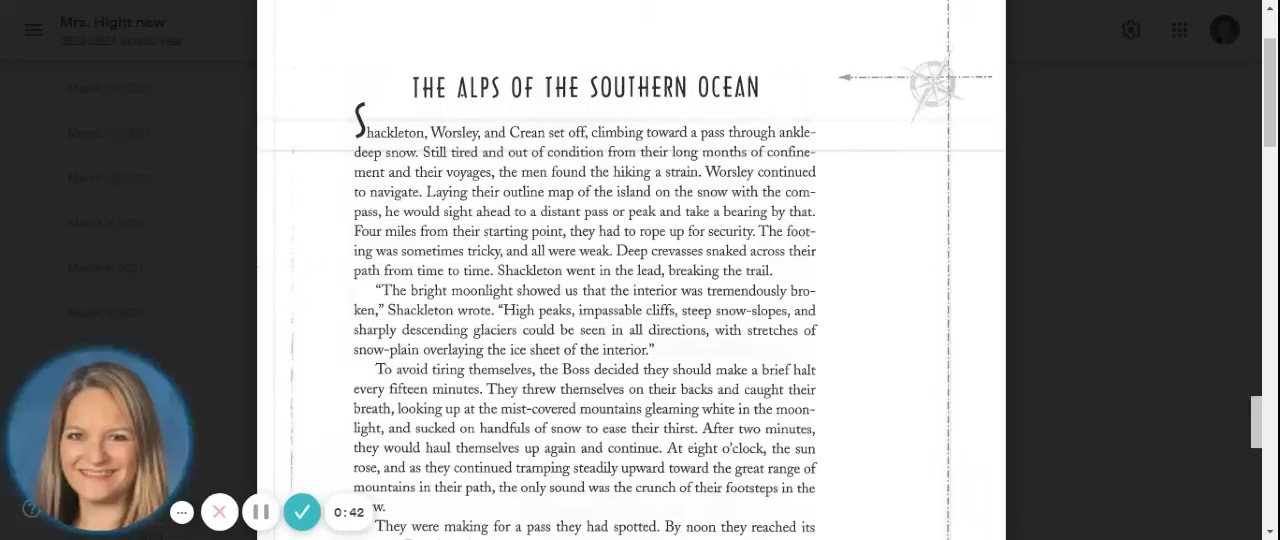 Mrs. Hight new
March 5, 2021
THE ALPS OF THE SOUTHERN OCEAN
Shackleton, Worsley, and Crean set off, climbing toward a pass through ankle-
deep snow. Still tired and out of condition from their long months of confine-
ment and their voyages, the men found the hiking a strain. Worsley continued
to navigate. Laying their outline map of the island on the snow with the com-
pass, he would sight ahead to a distant pass or peak and take a bearing by that.
Four miles from their starting point, they had to rope up for security. The foot-
ing was sometimes tricky, and all were weak. Deep crevasses snaked across their
path from time to time. Shackleton went in the lead, breaking the trail.
“The bright moonlight showed us that the interior was tremendously bro-
ken,” Shackleton wrote. “High peaks, impassable cliffs, steep snow-slopes, and
sharply descending glaciers could be seen in all directions, with stretches of
snow-plain overlaying the ice sheet of the interior.”
To avoid tiring themselves, the Boss decided they should make a brief halt
every fifteen minutes. They threw themselves on their backs and caught their
breath, looking up at the mist-covered mountains gleaming white in the moon-
light, and sucked on handfuls of snow to ease their thirst. After two minutes,
they would haul themselves up again and continue. At eight o’clock, the sun
rose, and as they continued tramping steadily upward toward the great range of
mountains in their path, the only sound was the crunch of their footsteps in the
w.
They were making for a pass they had spotted. By noon they reached its
0:42